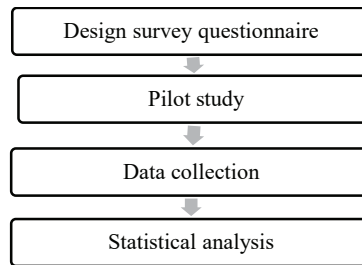 Design survey questionnaire
Pilot study
Data collection
Statistical analysis